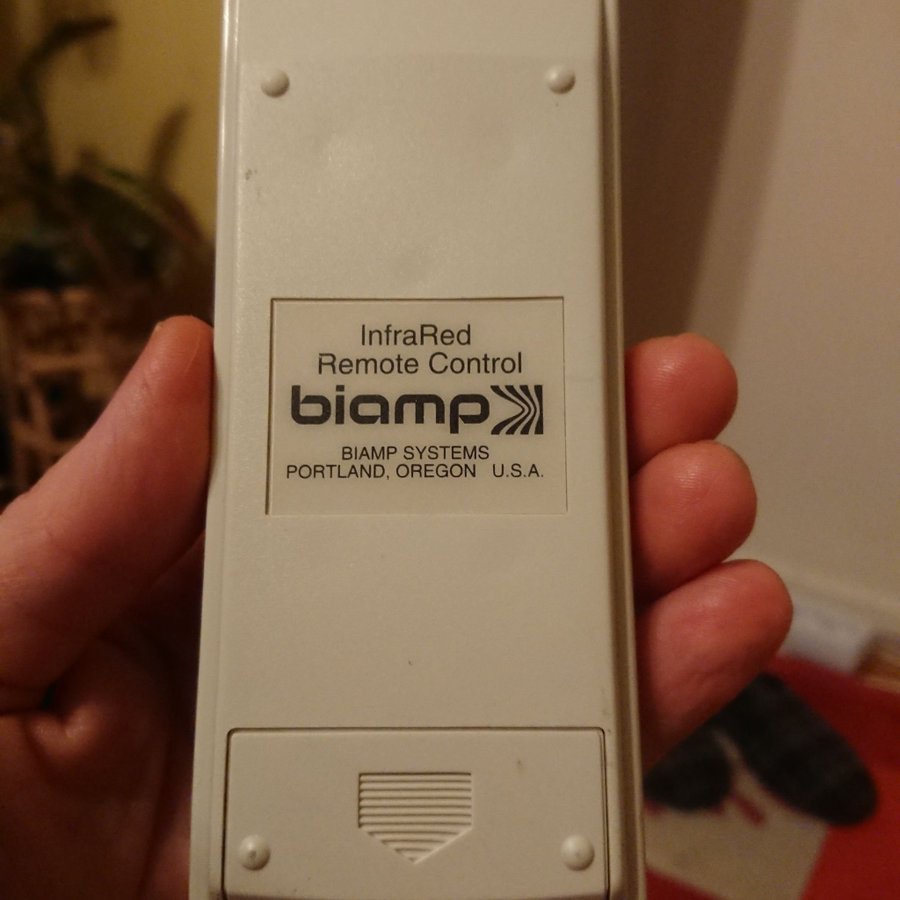 InfraRed
Remote Control
biamp
BIAMP SYSTEMS
PORTLAND, OREGON U.S.A.